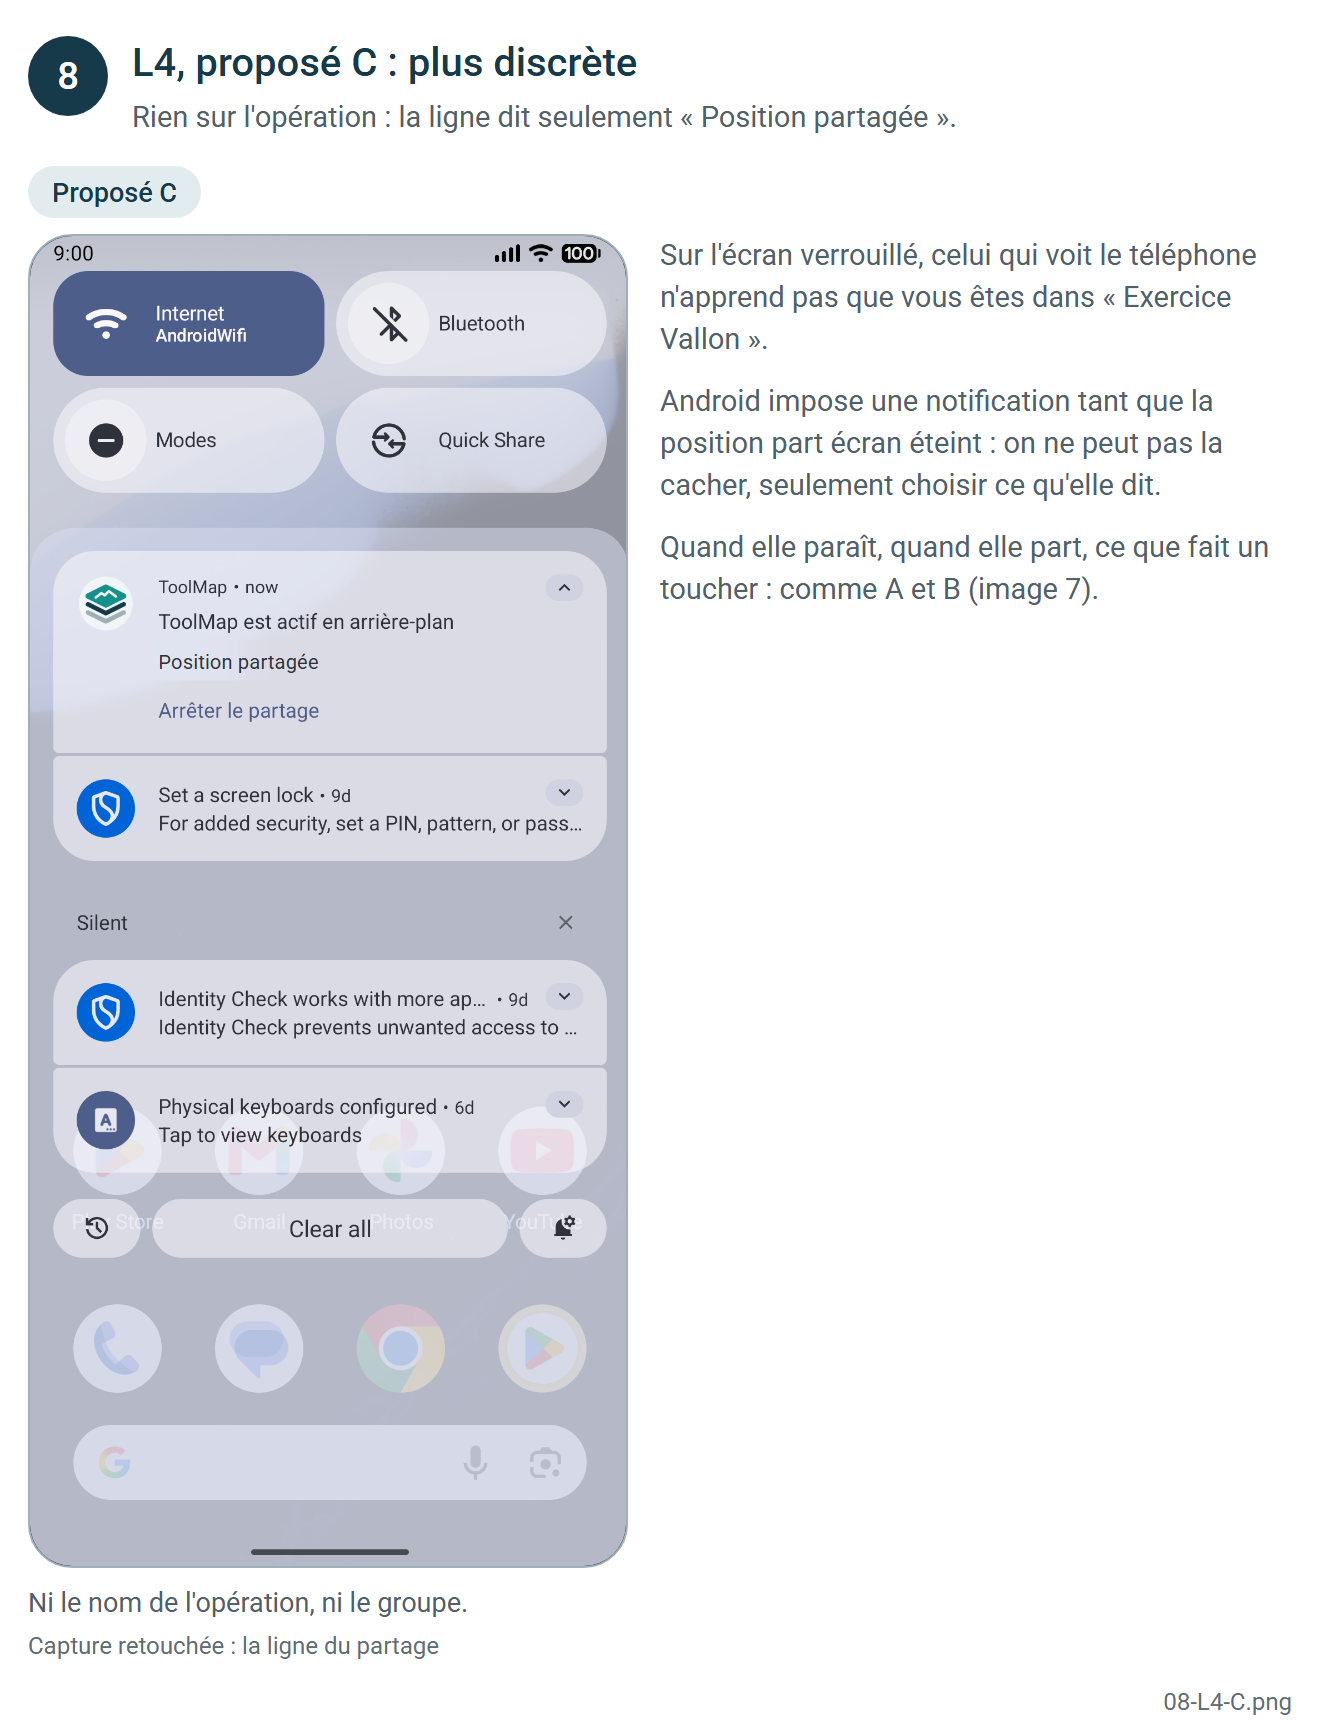 8
L4, proposé C : plus discrète
Rien sur l'opération : la ligne dit seulement « Position partagée ».
Proposé C
9:00
100
Internet
AndroidWifi
Bluetooth
Modes
Quick Share
ToolMap • now
ToolMap est actif en arrière-plan
Position partagée
Arrêter le partage
Set a screen lock • 9d
For added security, set a PIN, pattern, or pass…
Silent
Identity Check works with more ap… • 9d
Identity Check prevents unwanted access to …
A
Physical keyboards configured • 6d
Tap to view keyboards
Store
Gmail
Photos
Clear all
G
Sur l'écran verrouillé, celui qui voit le téléphone
n'apprend pas que vous êtes dans « Exercice
Vallon ».
Android impose une notification tant que la
position part écran éteint : on ne peut pas la
cacher, seulement choisir ce qu'elle dit.
Quand elle paraît, quand elle part, ce que fait un
toucher : comme A et B (image 7).
Ni le nom de l'opération, ni le groupe.
Capture retouchée : la ligne du partage
08-L4-C.png